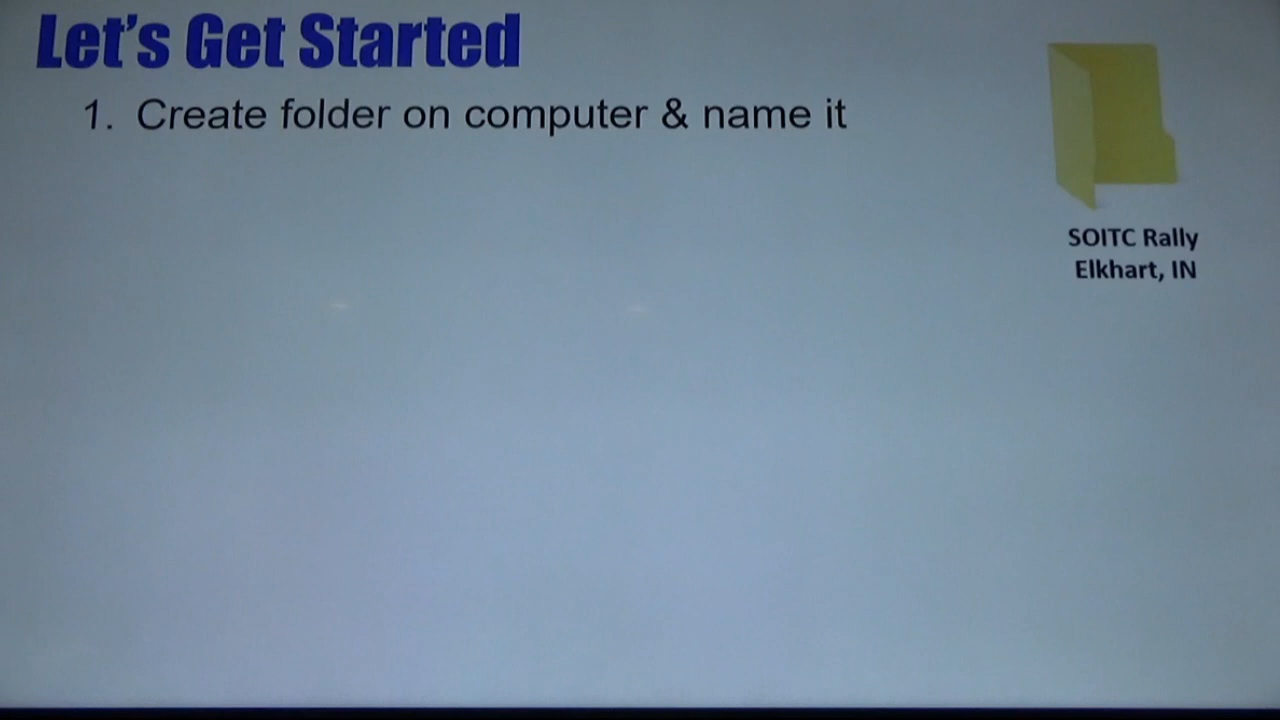 Let's Get Started
1. Create folder on computer & name it
SOITC Rally
Elkhart, IN